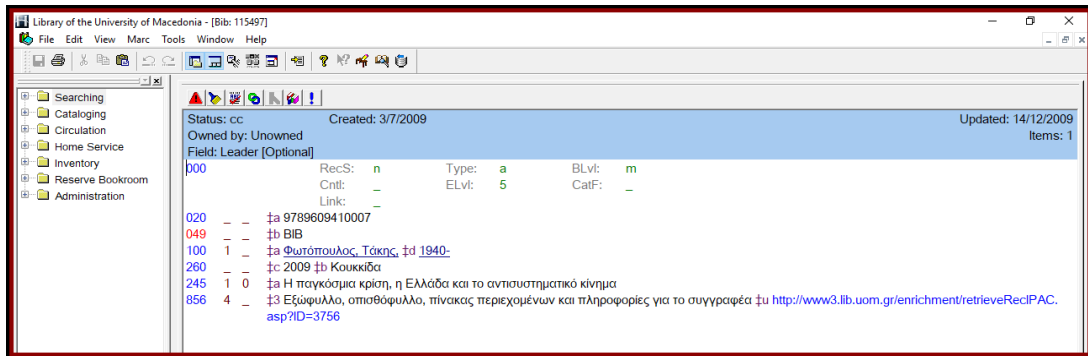 Library of the University of Macedonia - [Bib: 115497]
File Edit View Marc Tools Window Help
Searching
Cataloging
Circulation
Home Service
Inventory
Reserve Bookroom
Administration
Status: cc Created: 3/7/2009 Updated: 14/12/2009
Owned by: Unowned Items: 1
Field: Leader [Optional]
000 RecS: n Type: a BLvl: m
Cntl: _ ELvl: 5 CatF: _
Link: _
020 _ _ ‡a 9789609410007
049 _ _ ‡b BIB
100 1 _ ‡a Φωτόπουλος, Τάκης, ‡d 1940-
260 _ _ ‡c 2009 ‡b Κουκκίδα
245 1 0 ‡a Η παγκόσμια κρίση, η Ελλάδα και το αντισυστηματικό κίνημα
856 4 _ ‡3 Εξώφυλλο, οπισθόφυλλο, πίνακας περιεχομένων και πληροφορίες για το συγγραφέα ‡u http://www3.lib.uom.gr/enrichment/retrieveRecIPAC.
asp?ID=3756